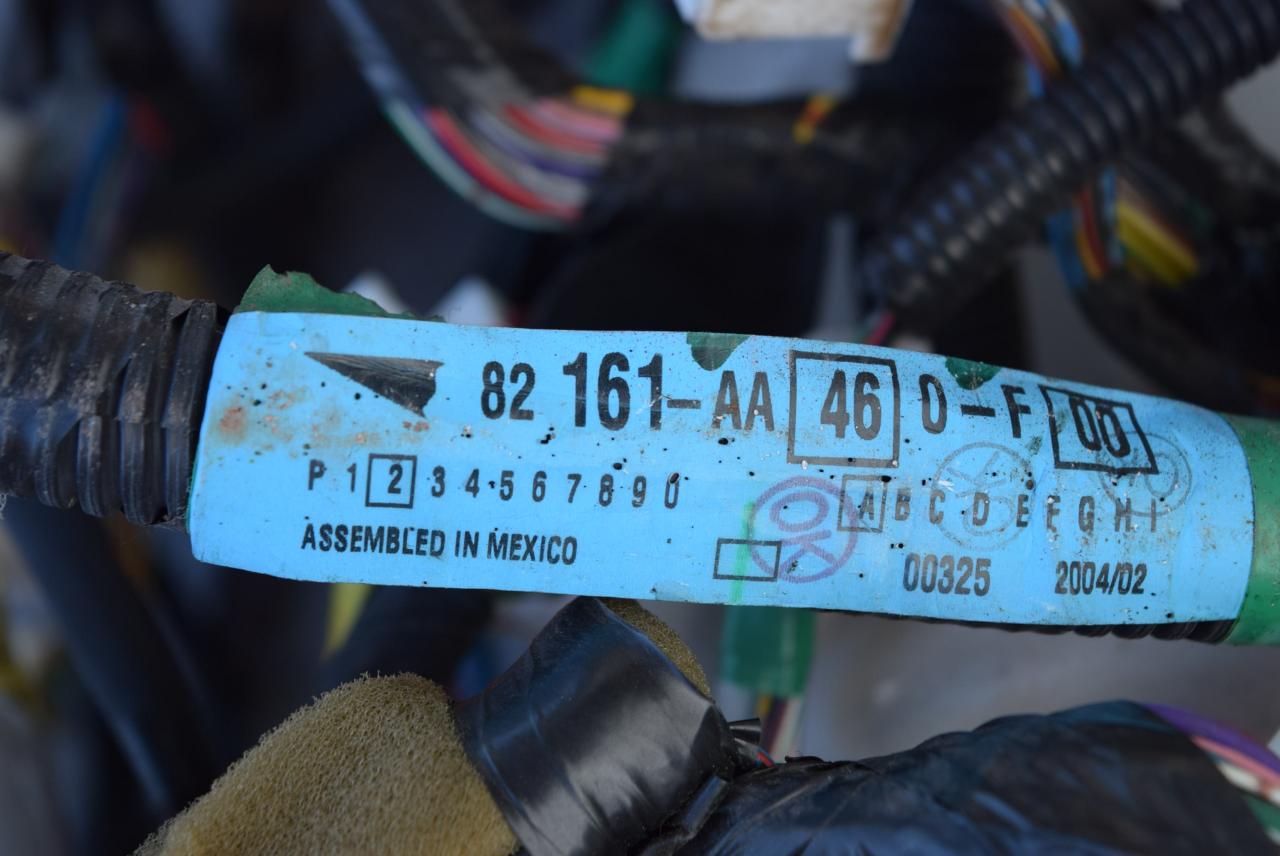 82 161-AA 46 0-F 00
P 1 2 3 4 5 6 7 8 9 0 A B C D E F G H I
OK
ASSEMBLED IN MEXICO 00325 2004/02